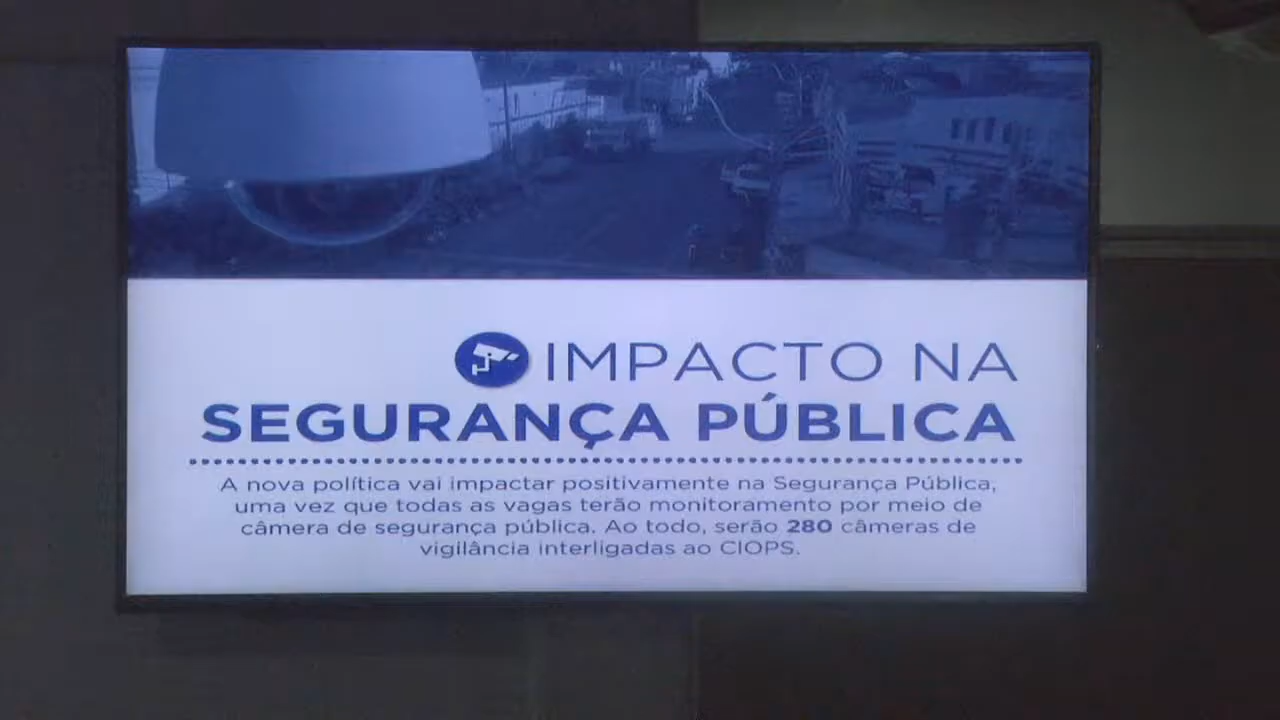 IMPACTO NA
SEGURANÇA PÚBLICA
A nova política vai impactar positivamente na Segurança Pública,
uma vez que todas as vagas terão monitoramento por meio de
câmera de segurança pública. Ao todo, serão 280 câmeras de
vigilância interligadas ao CIOPS.